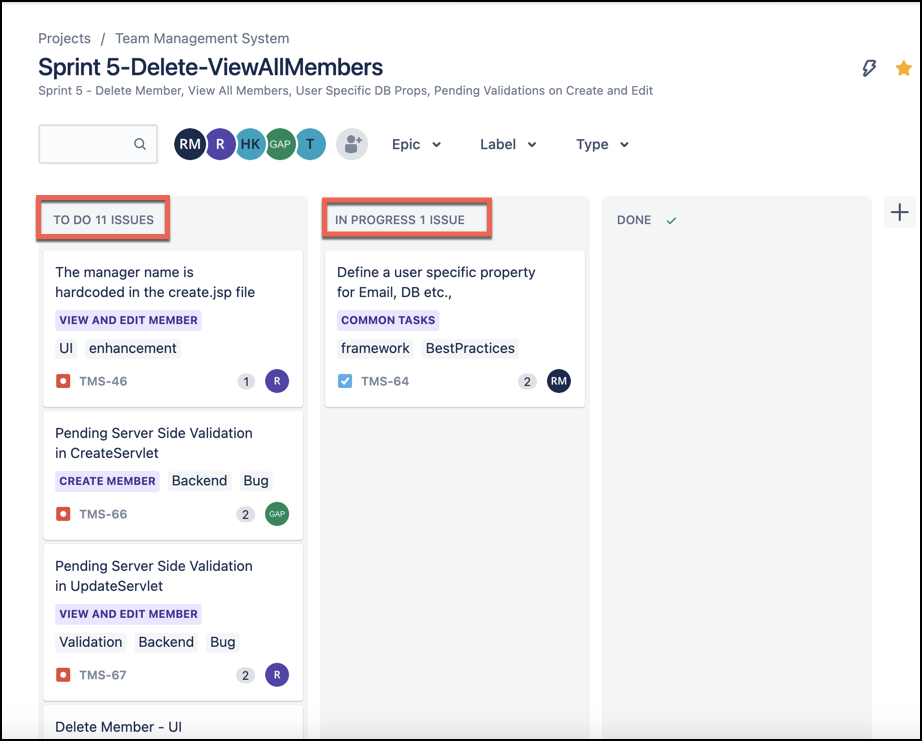 Projects / Team Management System
Sprint 5-Delete-ViewAllMembers
Sprint 5 - Delete Member, View All Members, User Specific DB Props, Pending Validations on Create and Edit
RM R HK GAP T Epic Label Type
TO DO 11 ISSUES
The manager name is
hardcoded in the create.jsp file
VIEW AND EDIT MEMBER
UI enhancement
TMS-46 1 R
Pending Server Side Validation
in CreateServlet
CREATE MEMBER Backend Bug
TMS-66 2 GAP
Pending Server Side Validation
in UpdateServlet
VIEW AND EDIT MEMBER
Validation Backend Bug
TMS-67 2 R
Delete Member - UI
IN PROGRESS 1 ISSUE
Define a user specific property
for Email, DB etc.,
COMMON TASKS
framework BestPractices
TMS-64 2 RM
DONE